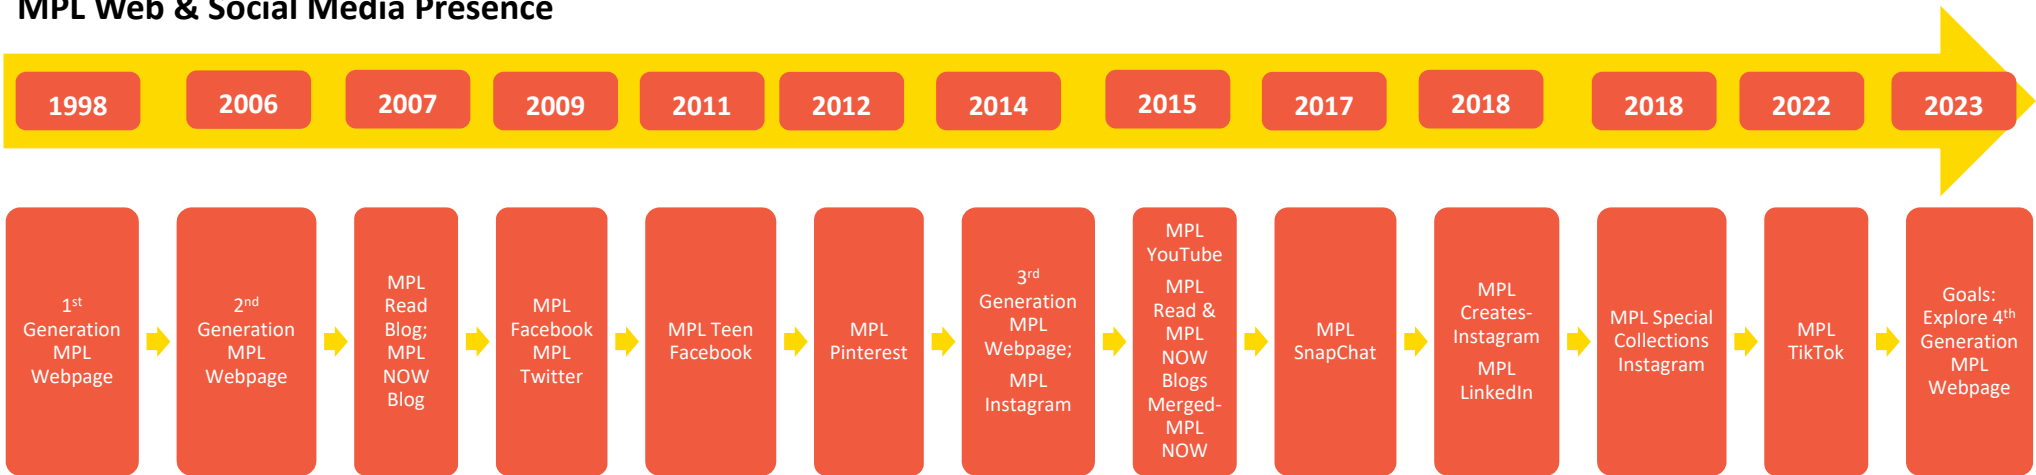 MPL Web & Social Media Presence
1998
2006
2007
2009
2011
2012
2014
2015
2017
2018
2018
2022
2023
1st
Generation
MPL
Webpage
2nd
Generation
MPL
Webpage
MPL
Read
Blog;
MPL
NOW
Blog
MPL
Facebook
MPL
Twitter
MPL Teen
Facebook
MPL
Pinterest
3rd
Generation
MPL
Webpage;
MPL
Instagram
MPL
YouTube
MPL
Read &
MPL
NOW
Blogs
Merged-
MPL
NOW
MPL
SnapChat
MPL
Creates-
Instagram
MPL
LinkedIn
MPL Special
Collections
Instagram
MPL
TikTok
Goals:
Explore 4th
Generation
MPL
Webpage